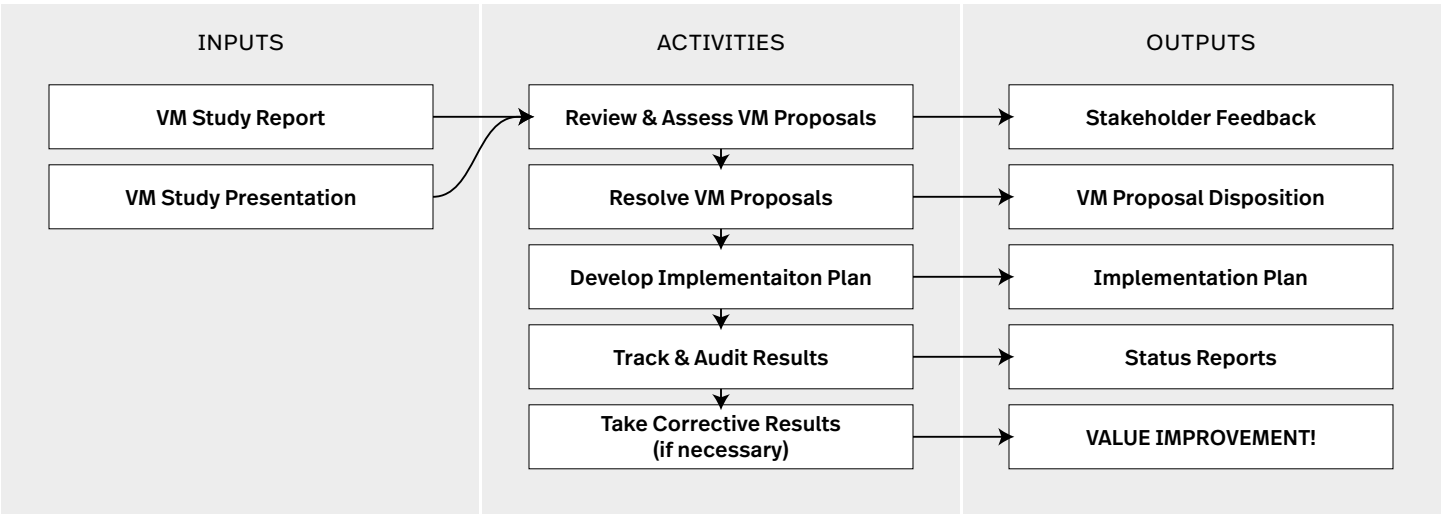 INPUTS
ACTIVITIES
OUTPUTS
VM Study Report
Review & Assess VM Proposals
Stakeholder Feedback
VM Study Presentation
Resolve VM Proposals
VM Proposal Disposition
Develop Implementaiton Plan
Implementation Plan
Track & Audit Results
Status Reports
Take Corrective Results
(if necessary)
VALUE IMPROVEMENT!